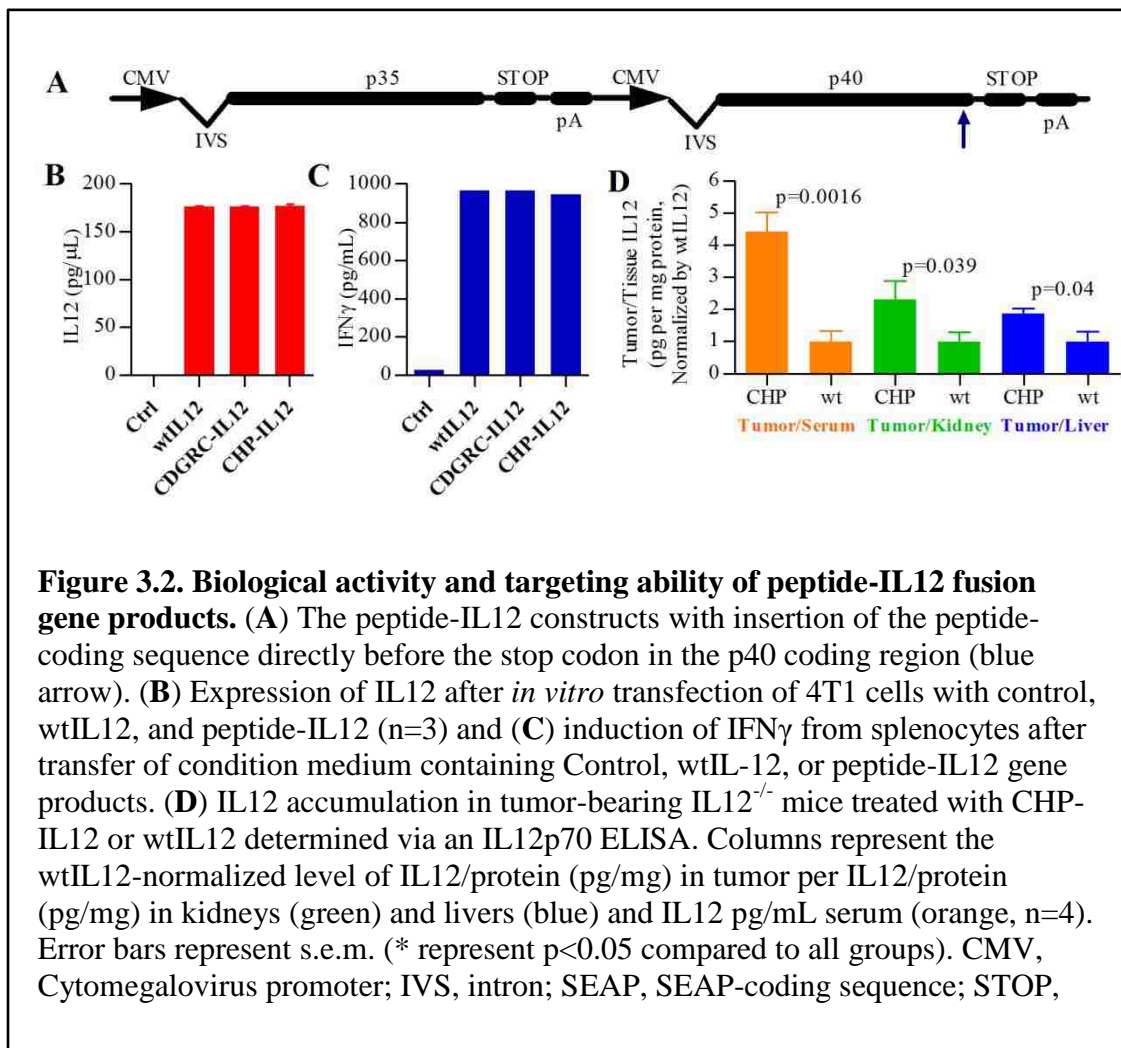 A
CMV p35 STOP CMV p40 STOP
IVS pA IVS pA
B
IL12 (pg/μL)
200
150
100
50
0
Ctrl
wtIL12
CDGRC-IL12
CHP-IL12
C
IFNγ (pg/mL)
1000
800
600
400
200
0
Ctrl
wtIL12
CDGRC-IL12
CHP-IL12
D
Tumor/Tissue IL12
(pg per mg protein,
Normalized by wtIL12)
6
5
4
3
2
1
0
p=0.0016
p=0.039
p=0.04
CHP wt CHP wt CHP wt
Tumor/Serum Tumor/Kidney Tumor/Liver
Figure 3.2. Biological activity and targeting ability of peptide-IL12 fusion
gene products. (A) The peptide-IL12 constructs with insertion of the peptide-
coding sequence directly before the stop codon in the p40 coding region (blue
arrow). (B) Expression of IL12 after in vitro transfection of 4T1 cells with control,
wtIL12, and peptide-IL12 (n=3) and (C) induction of IFNγ from splenocytes after
transfer of condition medium containing Control, wtIL-12, or peptide-IL12 gene
products. (D) IL12 accumulation in tumor-bearing IL12-/- mice treated with CHP-
IL12 or wtIL12 determined via an IL12p70 ELISA. Columns represent the
wtIL12-normalized level of IL12/protein (pg/mg) in tumor per IL12/protein
(pg/mg) in kidneys (green) and livers (blue) and IL12 pg/mL serum (orange, n=4).
Error bars represent s.e.m. (* represent p<0.05 compared to all groups). CMV,
Cytomegalovirus promoter; IVS, intron; SEAP, SEAP-coding sequence; STOP,